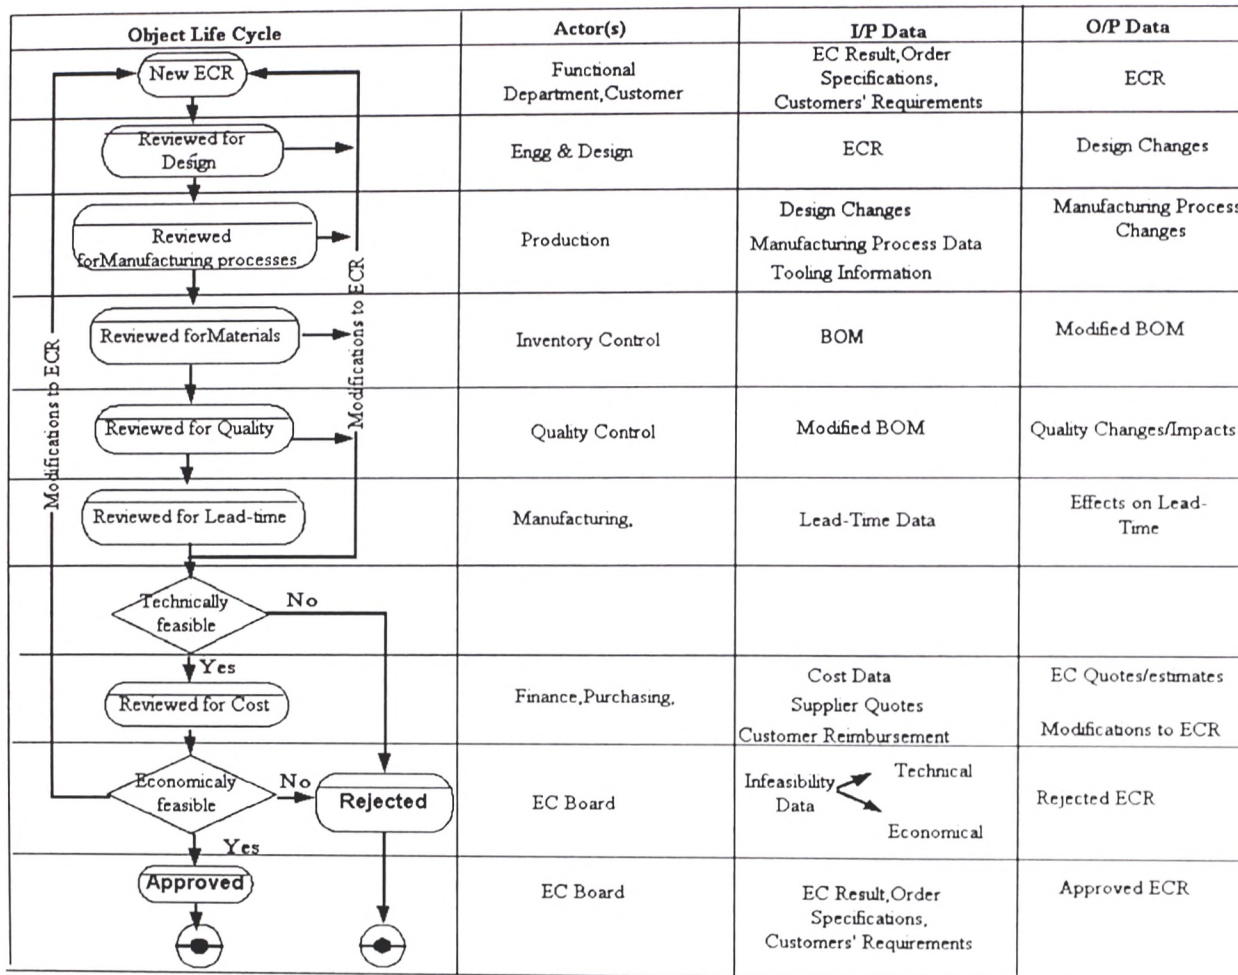 Object Life Cycle
Actor(s)
I/P Data
O/P Data
New ECR
Functional
Department,Customer
EC Result,Order
Specifications,
Customers' Requirements
ECR
Reviewed for
Design
Engg & Design
ECR
Design Changes
Reviewed
forManufacturing processes
Production
Design Changes
Manufacturing Process Data
Tooling Information
Manufacturing Process
Changes
Modifications to ECR
Modifications to ECR
Reviewed forMaterials
Inventory Control
BOM
Modified BOM
Reviewed for Quality
Quality Control
Modified BOM
Quality Changes/Impacts
Reviewed for Lead-time
Manufacturing,
Lead-Time Data
Effects on Lead-
Time
Technically
feasible
No
Yes
Reviewed for Cost
Finance,Purchasing,
Cost Data
Supplier Quotes
Customer Reimbursement
EC Quotes/estimates
Modifications to ECR
Economicaly
feasible
No
Rejected
EC Board
Infeasibility
Data
Technical
Economical
Rejected ECR
Yes
Approved
EC Board
EC Result,Order
Specifications,
Customers' Requirements
Approved ECR